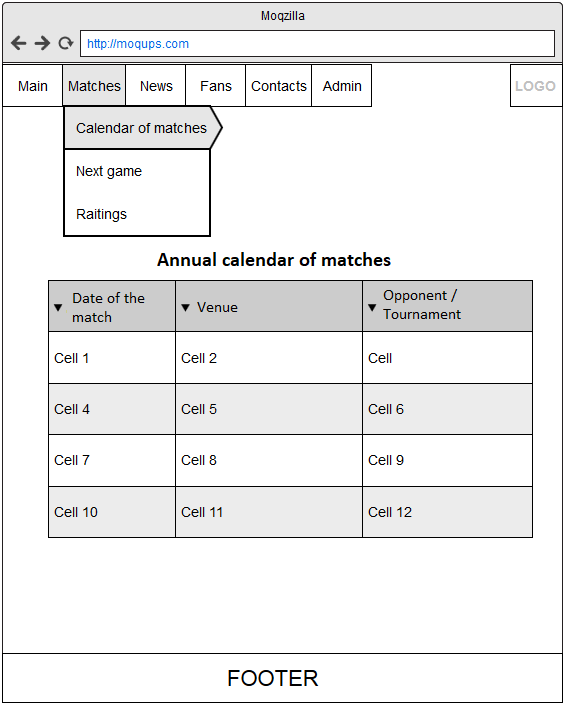 Moqzilla
http://moqups.com
Main Matches News Fans Contacts Admin LOGO
Calendar of matches
Next game
Raitings
Annual calendar of matches
Date of the match Venue Opponent / Tournament
Cell 1 Cell 2 Cell
Cell 4 Cell 5 Cell 6
Cell 7 Cell 8 Cell 9
Cell 10 Cell 11 Cell 12
FOOTER